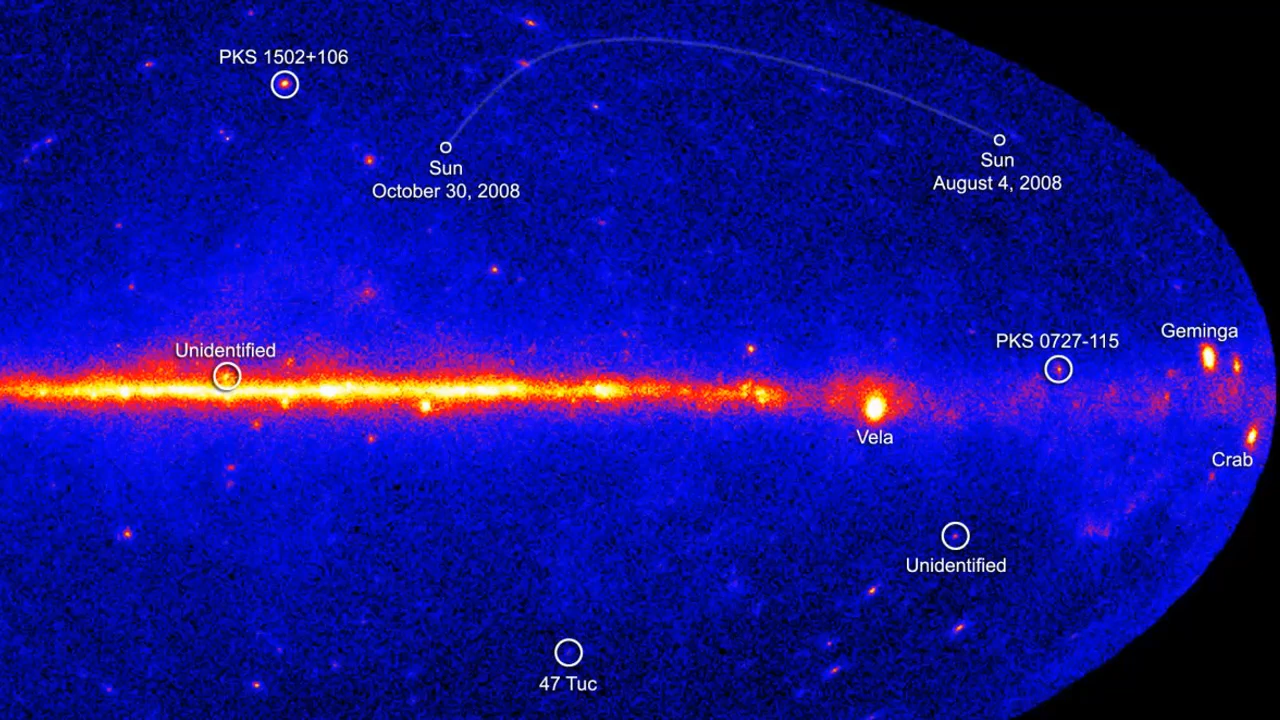 PKS 1502+106
Sun
October 30, 2008
Sun
August 4, 2008
Unidentified
PKS 0727-115
Geminga
Vela
Crab
Unidentified
47 Tuc